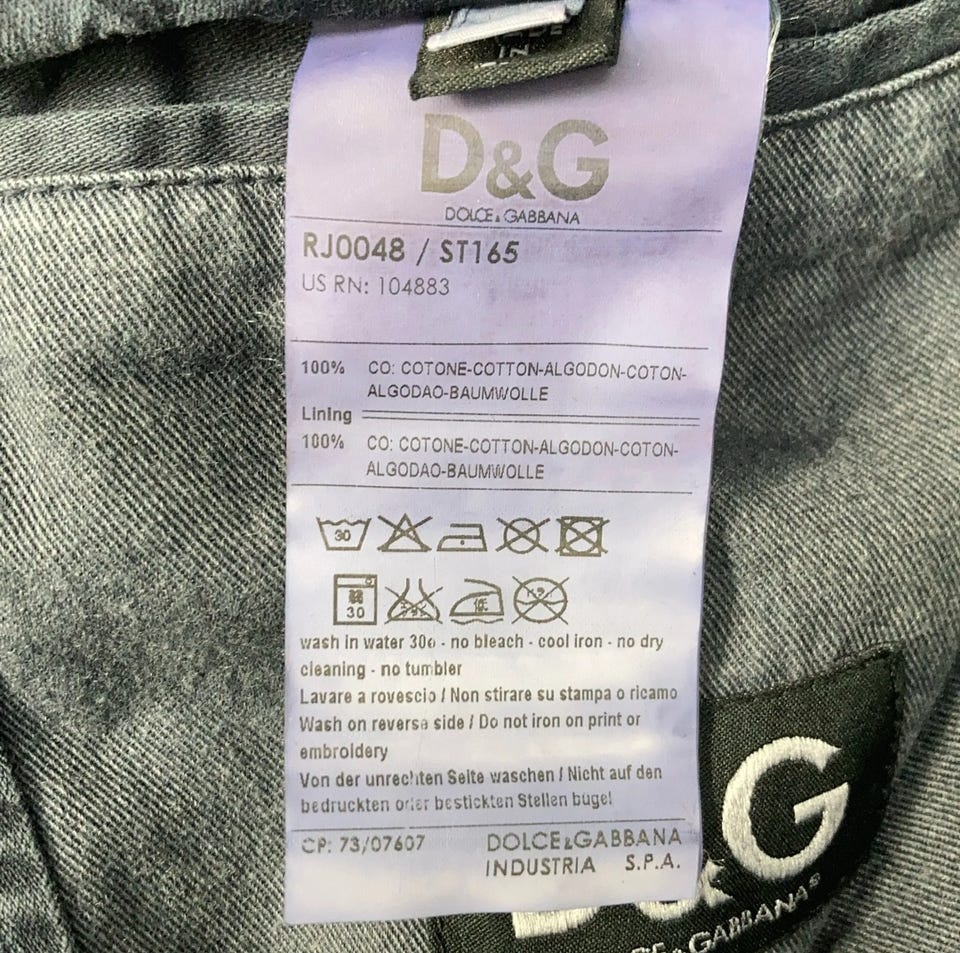 MADE
IN
D&G
DOLCE & GABBANA
RJ0048 / ST165
US RN: 104883
100% CO: COTONE-COTTON-ALGODON-COTON-
ALGODAO-BAUMWOLLE
Lining
100% CO: COTONE-COTTON-ALGODON-COTON-
ALGODAO-BAUMWOLLE
30
30
wash in water 30° - no bleach - cool iron - no dry
cleaning - no tumbler
Lavare a rovescio / Non stirare su stampa o ricamo
Wash on reverse side / Do not iron on print or
embroidery
Von der unrechten Seite waschen / Nicht auf den
bedruckten oder bestickten Stellen bugel
CP: 73/07607 DOLCE & GABBANA
INDUSTRIA S.P.A.
D&G
& GABBANA®